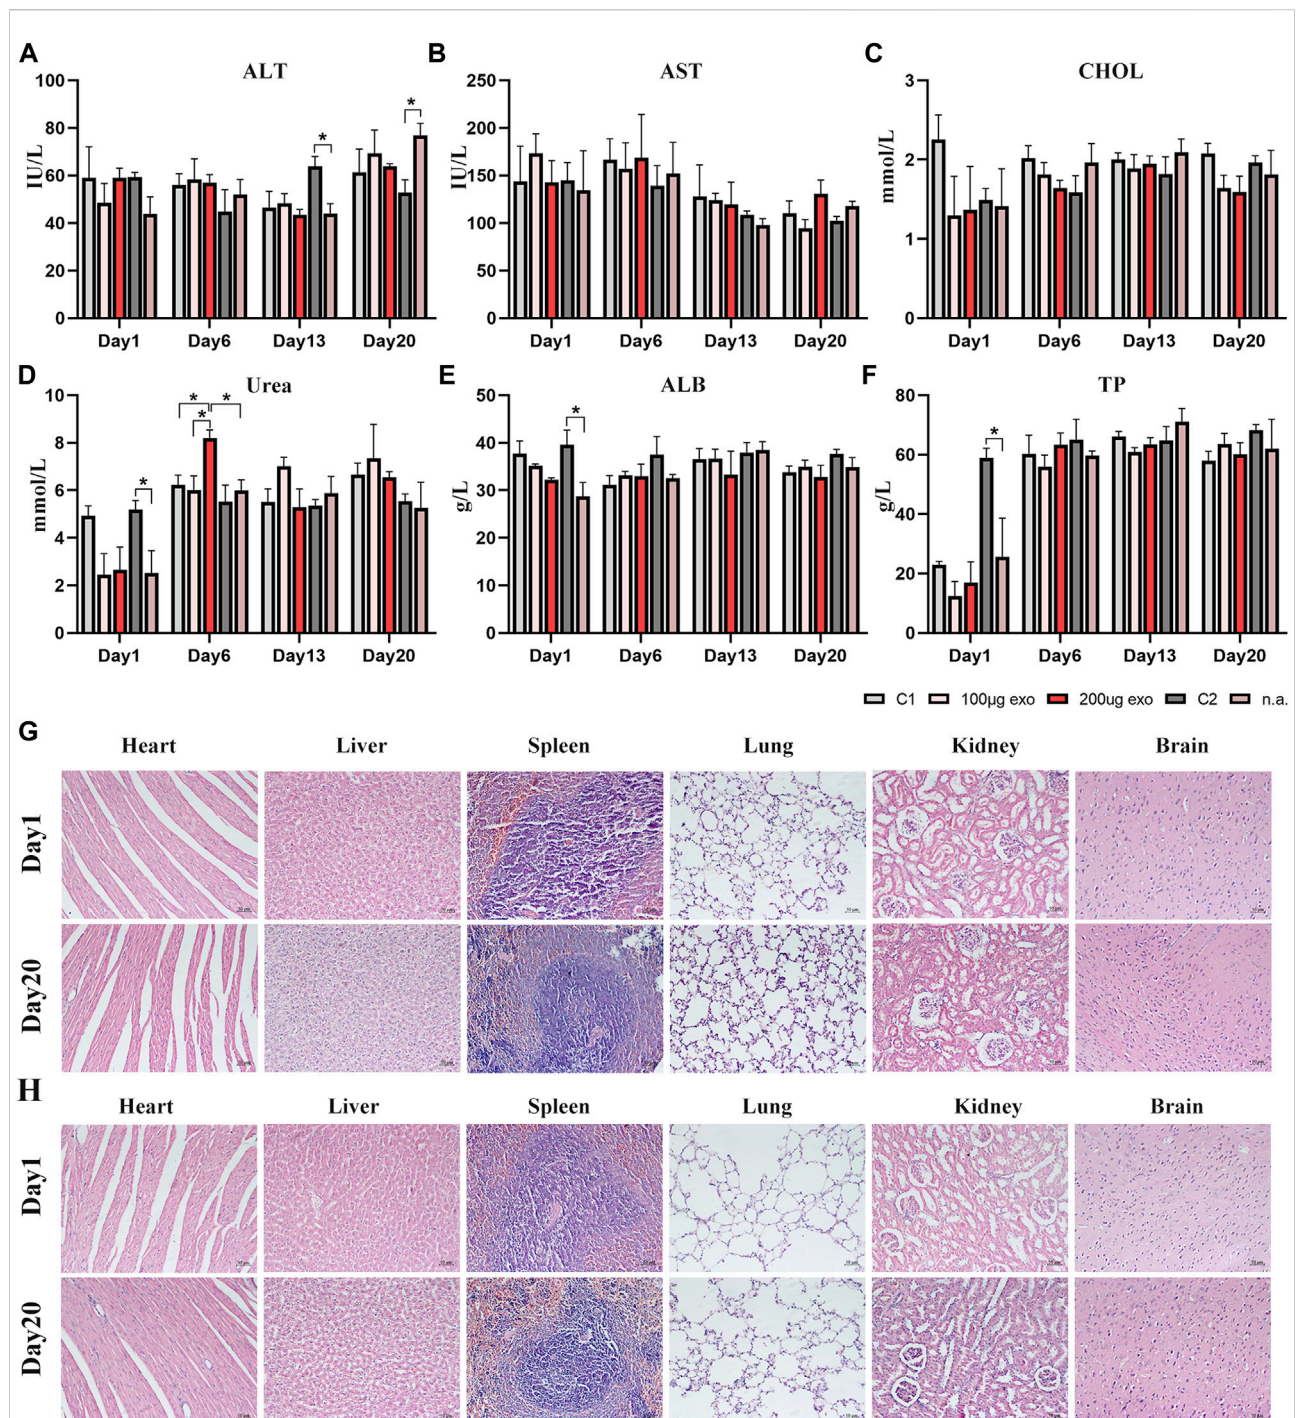 A
ALT
IU/L
100
80
60
40
20
0
*
*
Day1 Day6 Day13 Day20
B
AST
IU/L
250
200
150
100
50
0
Day1 Day6 Day13 Day20
C
CHOL
mmol/L
3
2
1
0
Day1 Day6 Day13 Day20
D
Urea
mmol/L
10
8
6
4
2
0
*
*
*
*
Day1 Day6 Day13 Day20
E
ALB
g/L
50
40
30
20
10
0
*
Day1 Day6 Day13 Day20
F
TP
g/L
80
60
40
20
0
*
Day1 Day6 Day13 Day20
C1 100µg exo 200ug exo C2 n.a.
G
Heart Liver Spleen Lung Kidney Brain
Day1
Day20
H
Heart Liver Spleen Lung Kidney Brain
Day1
Day20